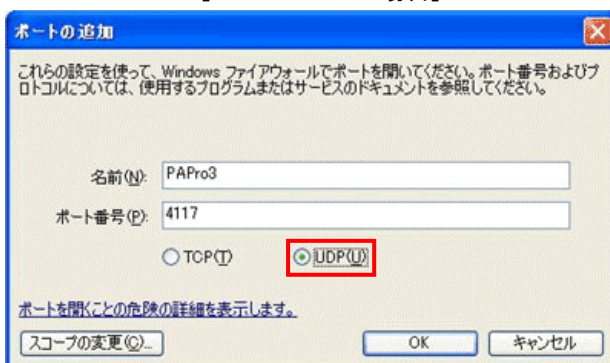 ポートの追加
これらの設定を使って、Windows ファイアウォールでポートを開いてください。ポート番号およびプ
ロトコルについては、使用するプログラムまたはサービスのドキュメントを参照してください。
名前(N): PAPro3
ポート番号(P): 4117
TCP(T) UDP(U)
ポートを開くことの危険の詳細を表示します。
スコープの変更(C)... OK キャンセル